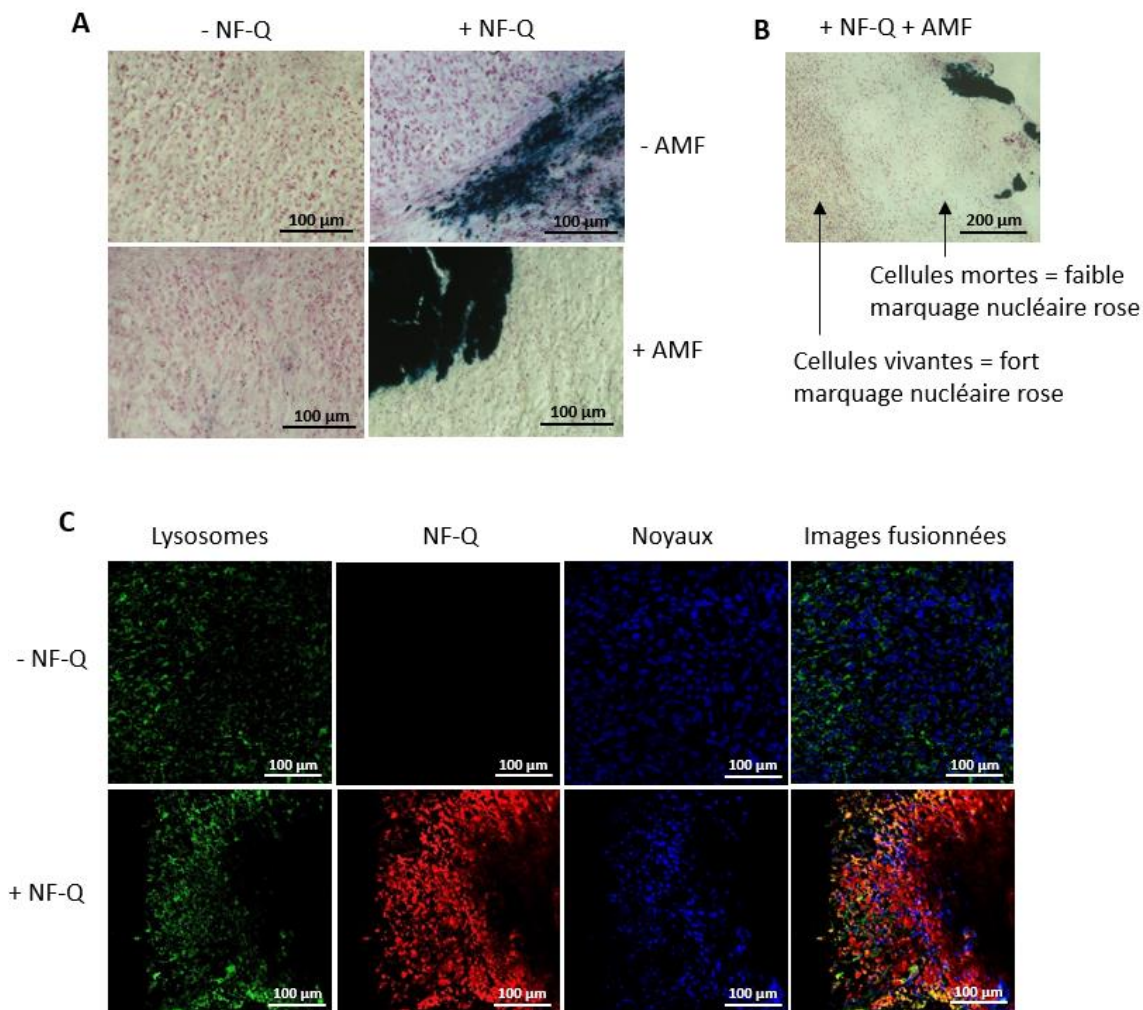 A
- NF-Q
+ NF-Q
- AMF
100 µm
100 µm
+ AMF
100 µm
100 µm
B
+ NF-Q + AMF
200 µm
Cellules mortes = faible
marquage nucléaire rose
Cellules vivantes = fort
marquage nucléaire rose
C
Lysosomes
NF-Q
Noyaux
Images fusionnées
- NF-Q
100 µm
100 µm
100 µm
100 µm
+ NF-Q
100 µm
100 µm
100 µm
100 µm